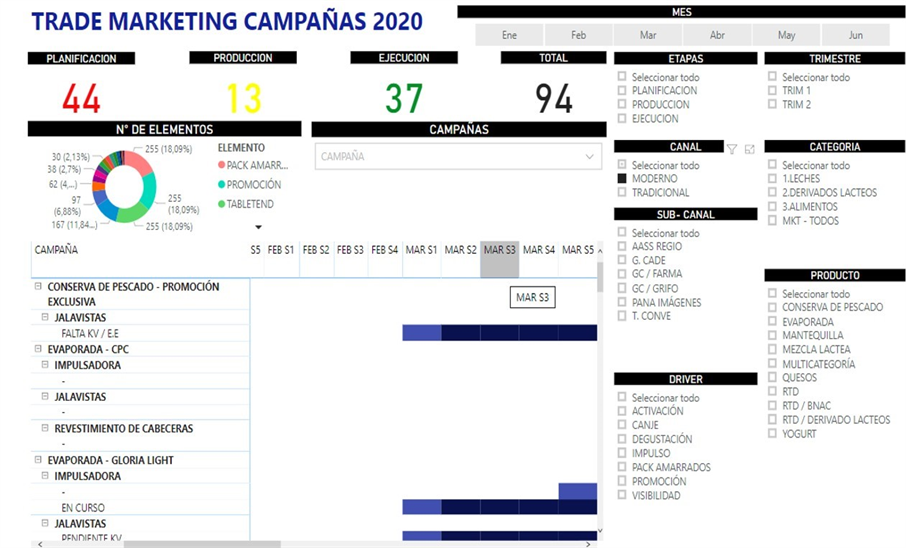 TRADE MARKETING CAMPAÑAS 2020
MES
Ene Feb Mar Abr May Jun
PLANIFICACION PRODUCCION EJECUCION TOTAL
44 13 37 94
N° DE ELEMENTOS
255 (18,09%)
255
(18,09%)
255 (18,09%)
167 (11,84...)
97
(6,88%)
62 (4,...)
38 (2,7%)
30 (2,13%)
ELEMENTO
PACK AMARR...
PROMOCIÓN
TABLETEND
CAMPAÑAS
CAMPAÑA
CAMPAÑA S5 FEB S1 FEB S2 FEB S3 FEB S4 MAR S1 MAR S2 MAR S3 MAR S4 MAR S5
MAR S3
CONSERVA DE PESCADO - PROMOCIÓN
EXCLUSIVA
JALAVISTAS
FALTA KV / E.E
EVAPORADA - CPC
IMPULSADORA
-
JALAVISTAS
-
REVESTIMIENTO DE CABECERAS
-
EVAPORADA - GLORIA LIGHT
IMPULSADORA
-
EN CURSO
JALAVISTAS
PENDIENTE KV
ETAPAS
Seleccionar todo
PLANIFICACION
PRODUCCION
EJECUCION
TRIMESTRE
Seleccionar todo
TRIM 1
TRIM 2
CANAL
Seleccionar todo
MODERNO
TRADICIONAL
CATEGORIA
Seleccionar todo
1.LECHES
2.DERIVADOS LACTEOS
3.ALIMENTOS
MKT - TODOS
SUB- CANAL
Seleccionar todo
AASS REGIO
G. CADE
GC / FARMA
GC / GRIFO
PANA IMÁGENES
T. CONVE
PRODUCTO
Seleccionar todo
CONSERVA DE PESCADO
EVAPORADA
MANTEQUILLA
MEZCLA LACTEA
MULTICATEGORÍA
QUESOS
RTD
RTD / BNAC
RTD / DERIVADO LACTEOS
YOGURT
DRIVER
Seleccionar todo
ACTIVACIÓN
CANJE
DEGUSTACIÓN
IMPULSO
PACK AMARRADOS
PROMOCIÓN
VISIBILIDAD